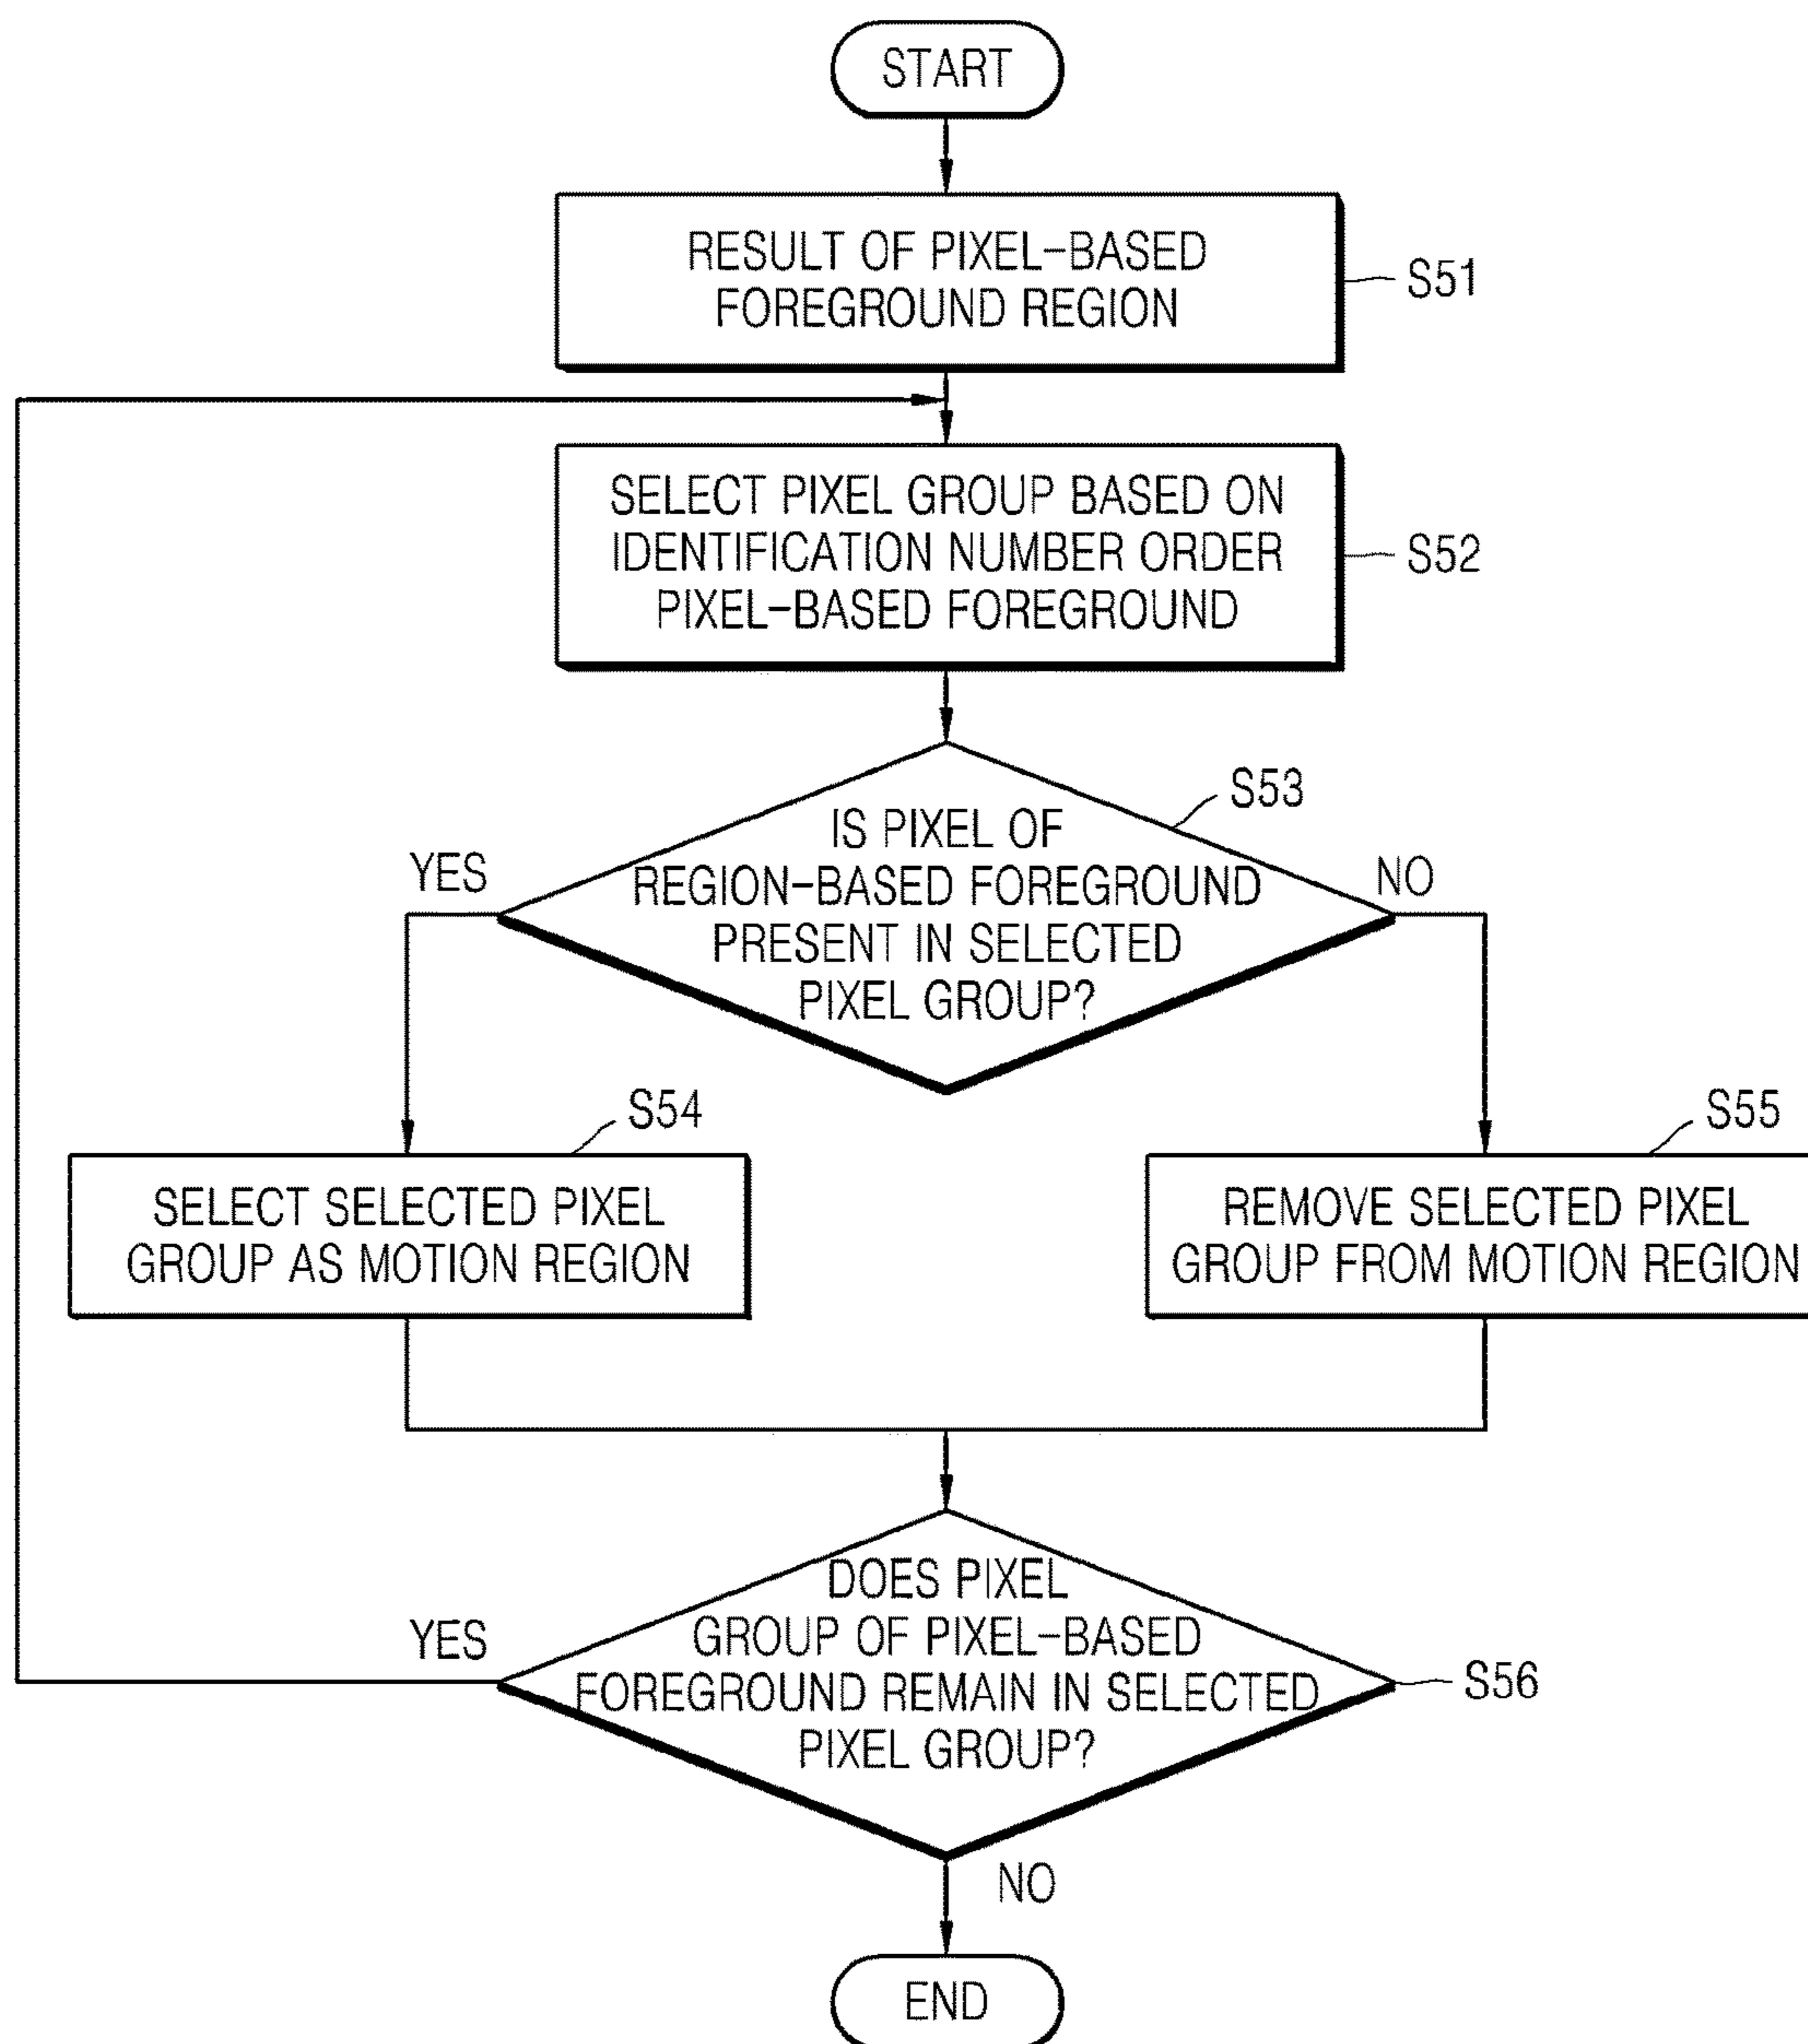 START
RESULT OF PIXEL-BASED
FOREGROUND REGION
S51
SELECT PIXEL GROUP BASED ON
IDENTIFICATION NUMBER ORDER
PIXEL-BASED FOREGROUND
S52
S53
IS PIXEL OF
REGION-BASED FOREGROUND
PRESENT IN SELECTED
PIXEL GROUP?
YES
NO
S54
SELECT SELECTED PIXEL
GROUP AS MOTION REGION
S55
REMOVE SELECTED PIXEL
GROUP FROM MOTION REGION
DOES PIXEL
GROUP OF PIXEL-BASED
FOREGROUND REMAIN IN SELECTED
PIXEL GROUP?
YES
S56
NO
END